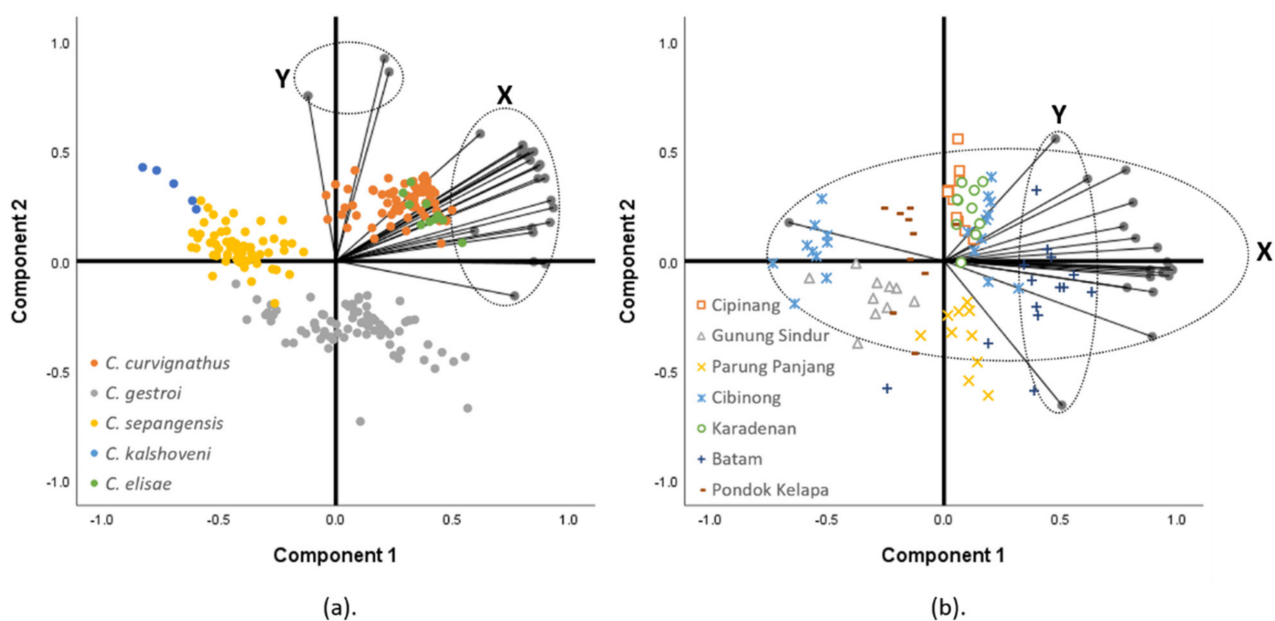 Y
X
1.0
0.5
0.0
-0.5
-1.0
Component 2
-1.0
-0.5
0.0
0.5
1.0
Component 1
C. curvignathus
C. gestroi
C. sepangensis
C. kalshoveni
C. elisae
(a).
Y
X
1.0
0.5
0.0
-0.5
-1.0
Component 2
-1.0
-0.5
0.0
0.5
1.0
Component 1
Cipinang
Gunung Sindur
Parung Panjang
Cibinong
Karadenan
Batam
Pondok Kelapa
(b).